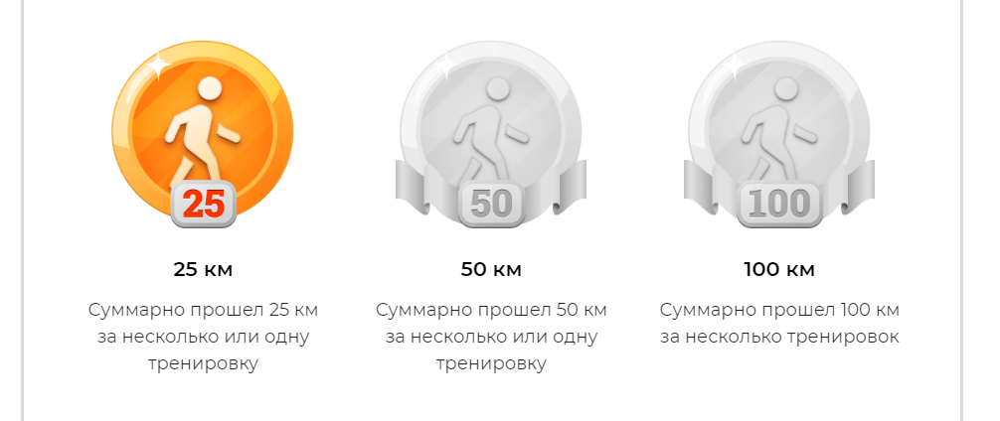 25
50
100
25 км
50 км
100 км
Суммарно прошел 25 км
за несколько или одну
тренировку
Суммарно прошел 50 км
за несколько или одну
тренировку
Суммарно прошел 100 км
за несколько тренировок